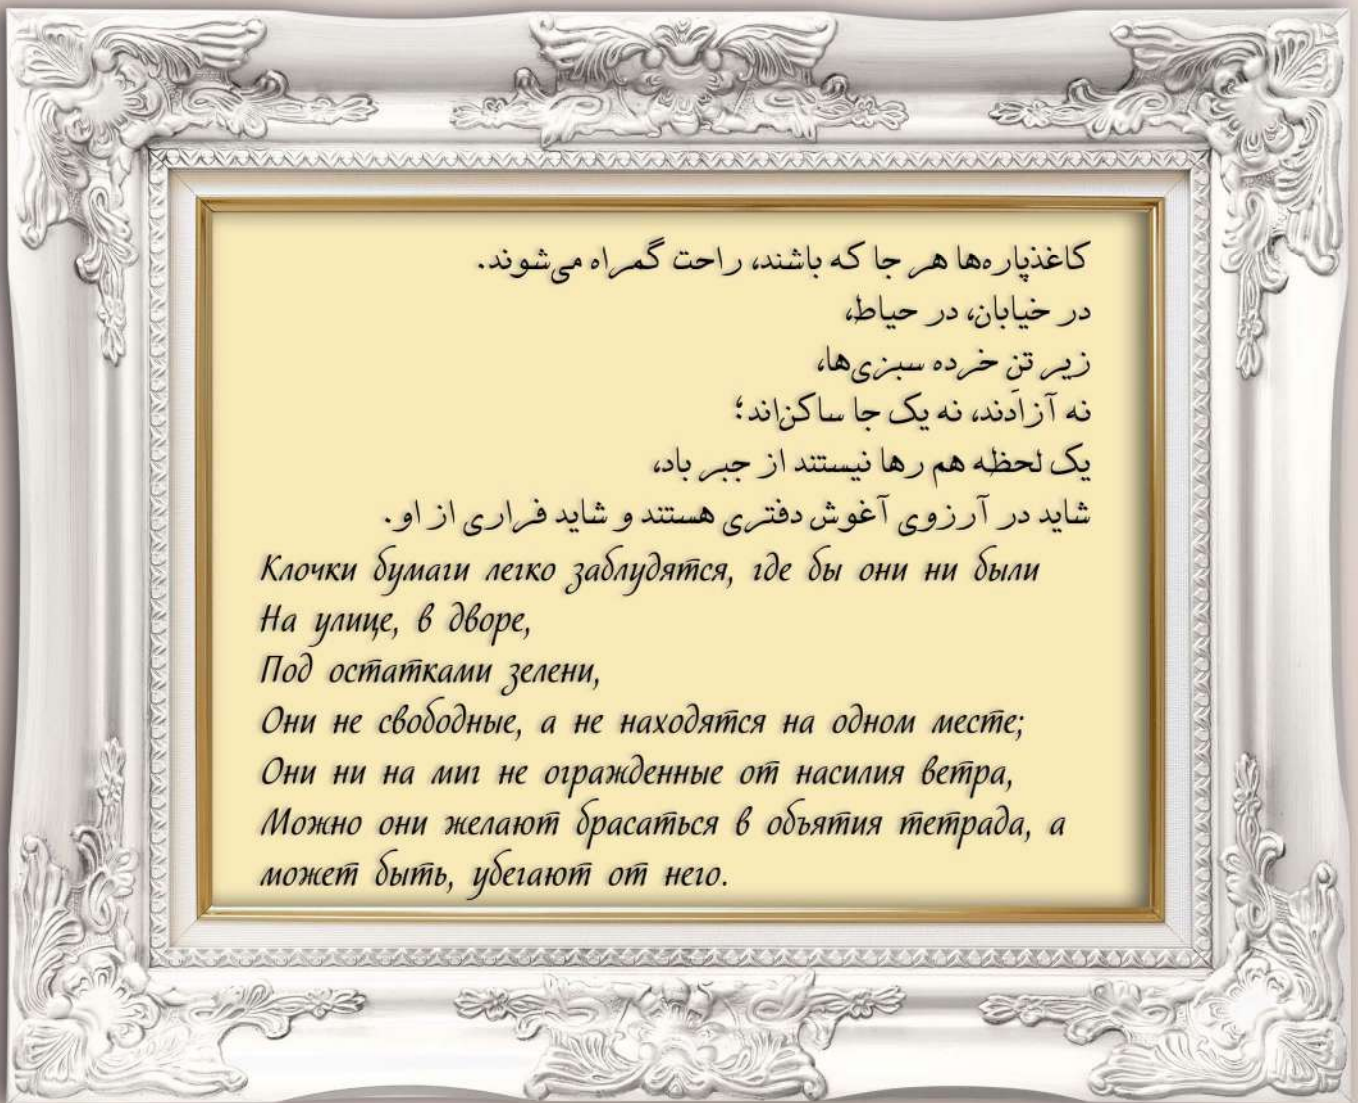 کاغذپاره‌ها هر جا که باشند، راحت گمراه می‌شوند.
در خیابان، در حیاط،
زیر تن خرده سبزی‌ها،
نه آزادند، نه یک جا ساکن‌اند؛
یک لحظه هم رها نیستند از جبر باد،
شاید در آرزوی آغوش دفتری هستند و شاید فراری از او.
Клочки бумаги легко заблудятся, где бы они ни были
На улице, в дворе,
Под остатками зелени,
Они не свободные, а не находятся на одном месте;
Они ни на миг не огражденные от насилия ветра,
Можно они желают брасаться в объятия тетрада, а
может быть, убегают от него.